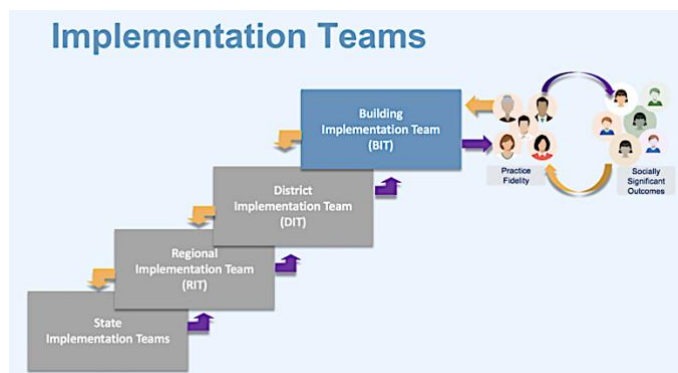 Implementation Teams
Building
Implementation Team
(BIT)
District
Implementation Team
(DIT)
Regional
Implementation Team
(RIT)
State
Implementation Teams
Practice
Fidelity
Socially
Significant
Outcomes